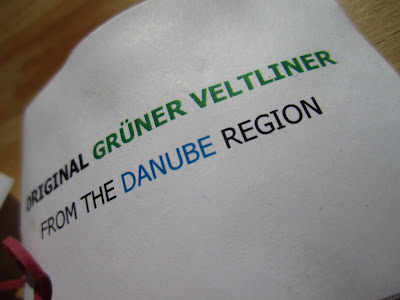 ORIGINAL GRÜNER VELTLINER
FROM THE DANUBE REGION